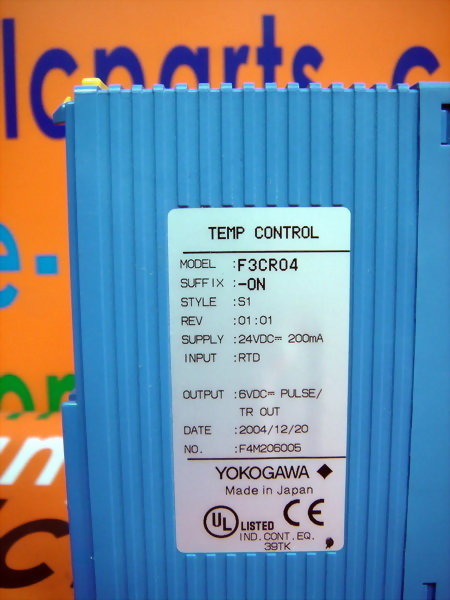 lcparts.c
e.
TEMP CONTROL
MODEL :F3CR04
SUFFIX :-0N
STYLE :S1
REV :01:01
SUPPLY :24VDC⎓ 200mA
INPUT :RTD
OUTPUT :6VDC⎓ PULSE/
TR OUT
DATE :2004/12/20
NO. :F4M206005
YOKOGAWA ◆
Made in Japan
UL LISTED CE
IND.CONT.EQ.
39TK